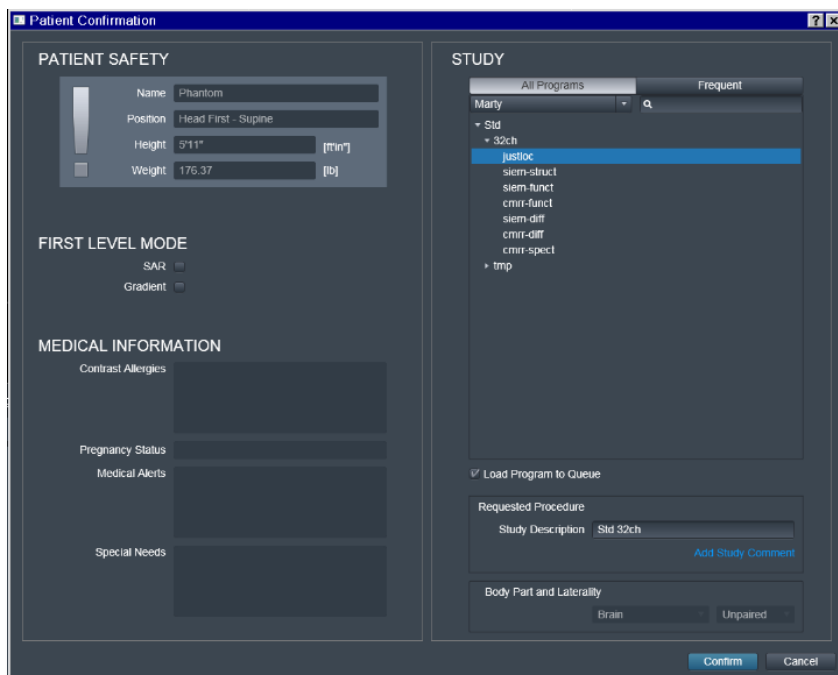 Patient Confirmation
PATIENT SAFETY
Name Phantom
Position Head First - Supine
Height 5'11" [ft'in"]
Weight 176.37 [lb]
FIRST LEVEL MODE
SAR
Gradient
MEDICAL INFORMATION
Contrast Allergies
Pregnancy Status
Medical Alerts
Special Needs
STUDY
All Programs Frequent
Marty
Std
32ch
justloc
siem-struct
siem-funct
cmrr-funct
siem-diff
cmrr-diff
cmrr-spect
tmp
Load Program to Queue
Requested Procedure
Study Description Std 32ch
Add Study Comment
Body Part and Laterality
Brain Unpaired
Confirm Cancel